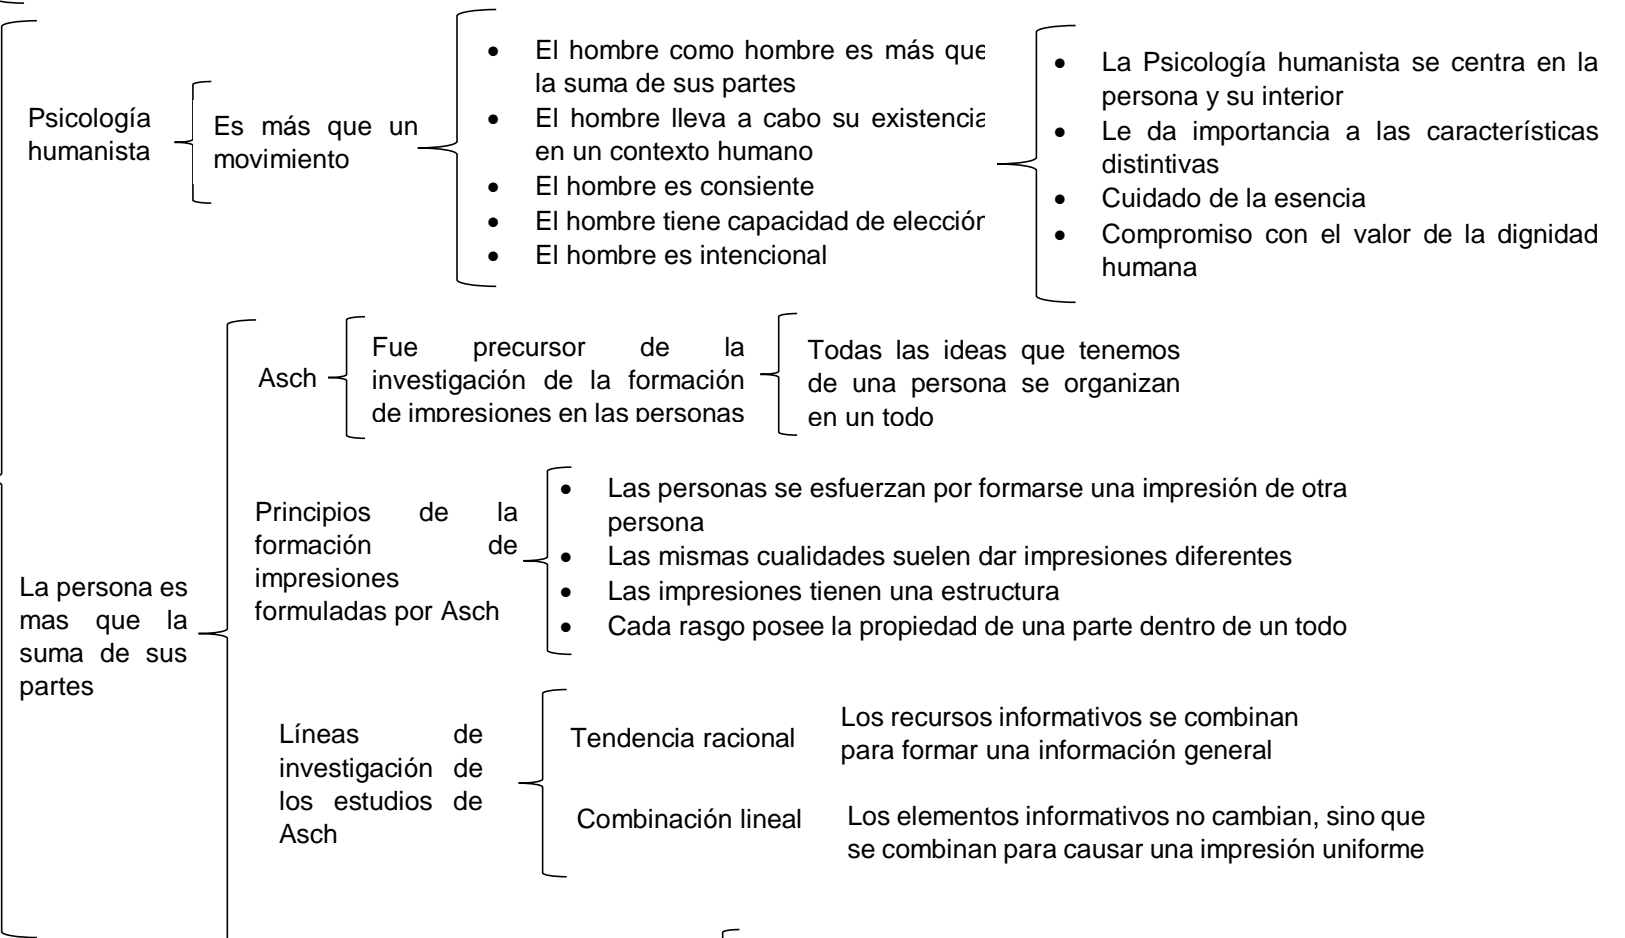 Psicología
humanista
Es más que un
movimiento
• El hombre como hombre es más que
la suma de sus partes
• El hombre lleva a cabo su existencia
en un contexto humano
• El hombre es consiente
• El hombre tiene capacidad de elección
• El hombre es intencional
• La Psicología humanista se centra en la
persona y su interior
• Le da importancia a las características
distintivas
• Cuidado de la esencia
• Compromiso con el valor de la dignidad
humana
La persona es
mas que la
suma de sus
partes
Asch
Fue precursor de la
investigación de la formación
de impresiones en las personas
Todas las ideas que tenemos
de una persona se organizan
en un todo
Principios de la
formación de
impresiones
formuladas por Asch
• Las personas se esfuerzan por formarse una impresión de otra
persona
• Las mismas cualidades suelen dar impresiones diferentes
• Las impresiones tienen una estructura
• Cada rasgo posee la propiedad de una parte dentro de un todo
Líneas de
investigación de
los estudios de
Asch
Tendencia racional
Los recursos informativos se combinan
para formar una información general
Combinación lineal
Los elementos informativos no cambian, sino que
se combinan para causar una impresión uniforme